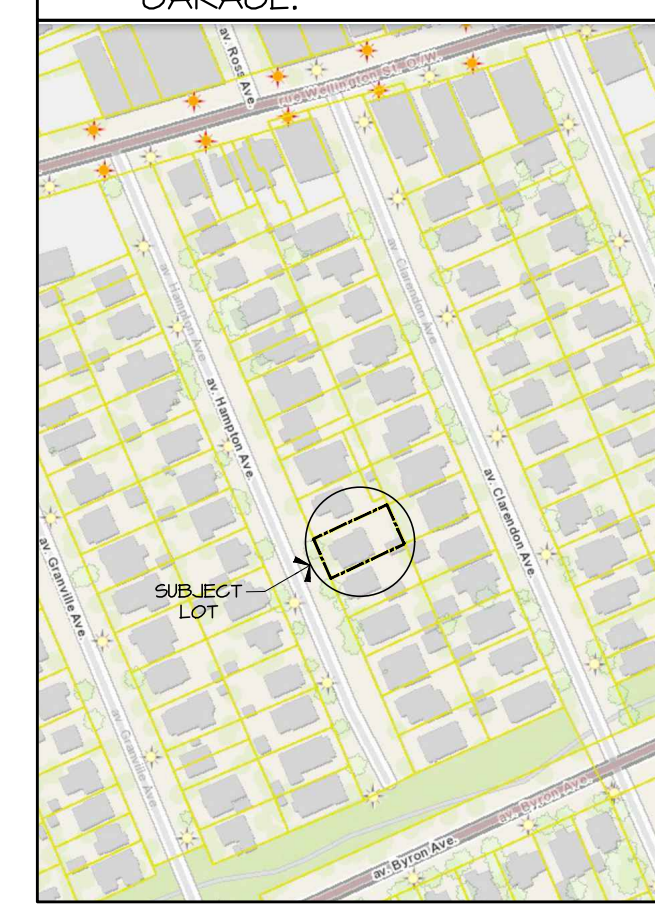 GARAGE.
av. Ross Ave.
rue Wellington St. O/W.
av. Hampton Ave.
av. Clarendon Ave.
av. Hampton Ave.
av. Clarendon Ave.
av. Granville Ave.
SUBJECT
LOT
av. Granville Ave.
av. Byron Ave.
av. Byron Ave.